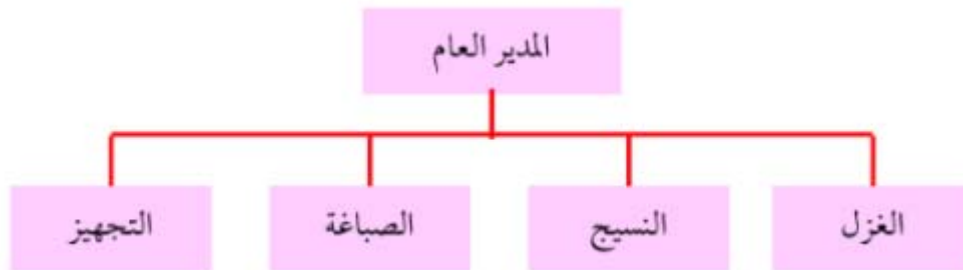 المدير العام
الغزل
النسيج
الصباغة
التجهيز